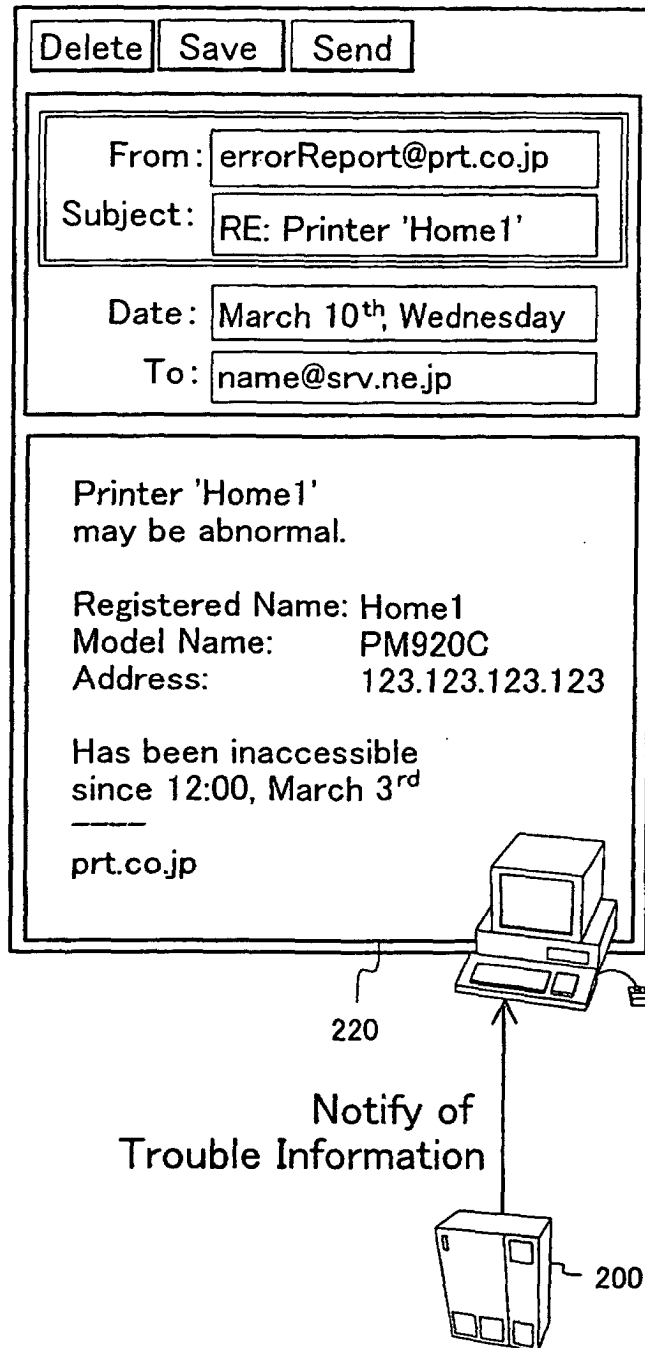 Delete Save Send
From: errorReport@prt.co.jp
Subject: RE: Printer 'Home1'
Date: March 10th, Wednesday
To: name@srv.ne.jp
Printer 'Home1'
may be abnormal.
Registered Name: Home1
Model Name: PM920C
Address: 123.123.123.123
Has been inaccessible
since 12:00, March 3rd
----
prt.co.jp
220
Notify of
Trouble Information
200